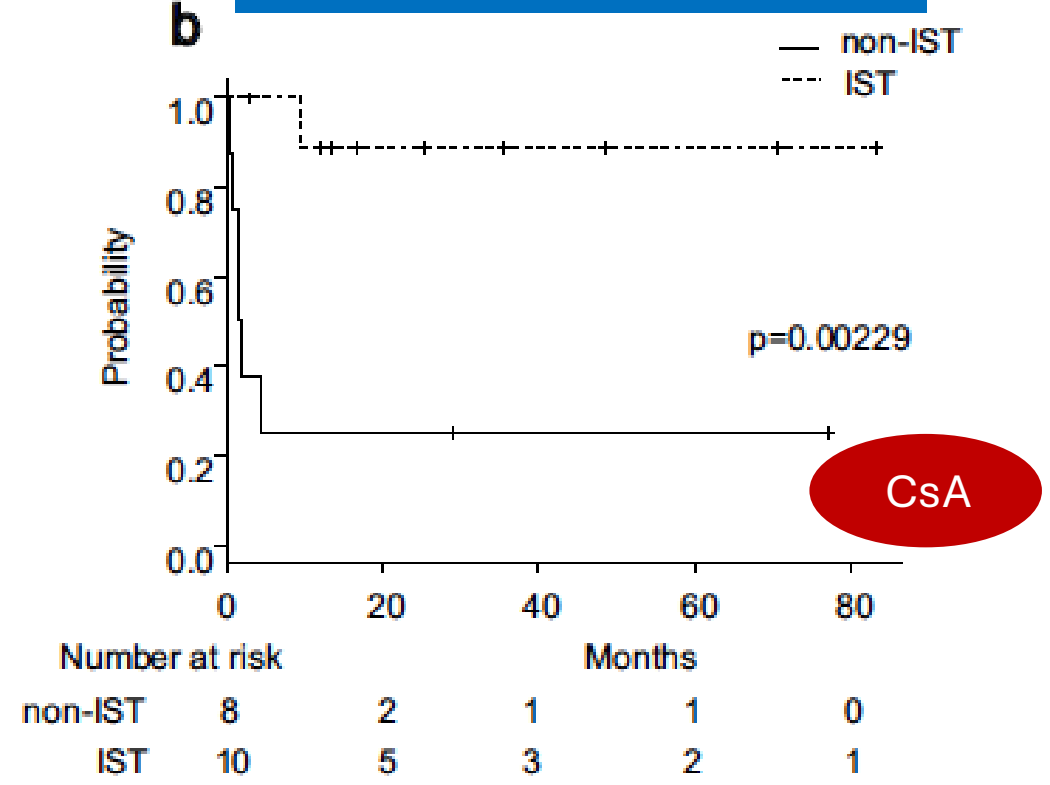 b
non-IST
IST
1.0
0.8
0.6
0.4
0.2
0.0
Probability
p=0.00229
CsA
0 20 40 60 80
Number at risk Months
non-IST 8 2 1 1 0
IST 10 5 3 2 1